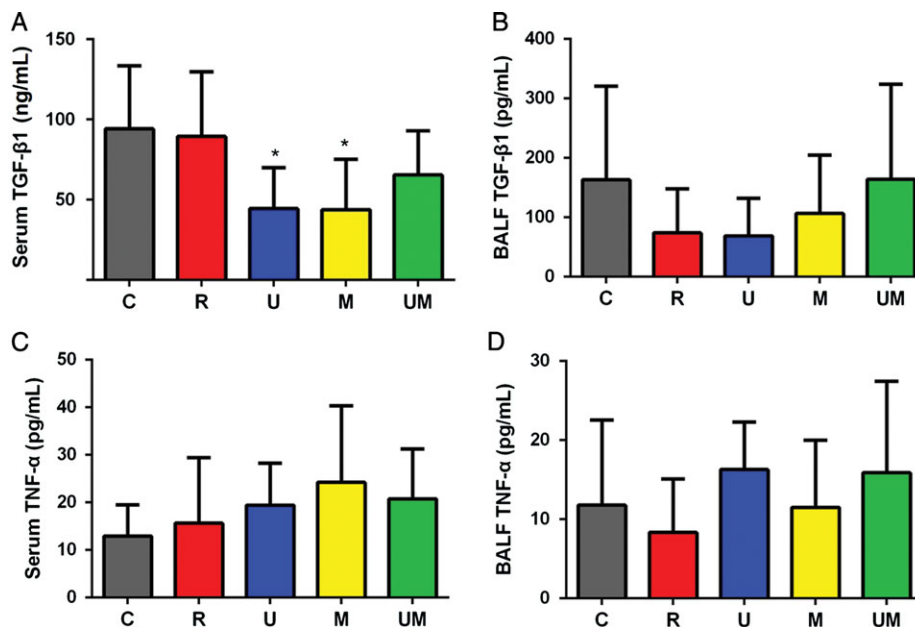 A
Serum TGF-β1 (ng/mL)
150
100
50
* *
C R U M UM
B
BALF TGF-β1 (pg/mL)
400
300
200
100
0
C R U M UM
C
Serum TNF-α (pg/mL)
50
40
30
20
10
0
C R U M UM
D
BALF TNF-α (pg/mL)
30
20
10
0
C R U M UM